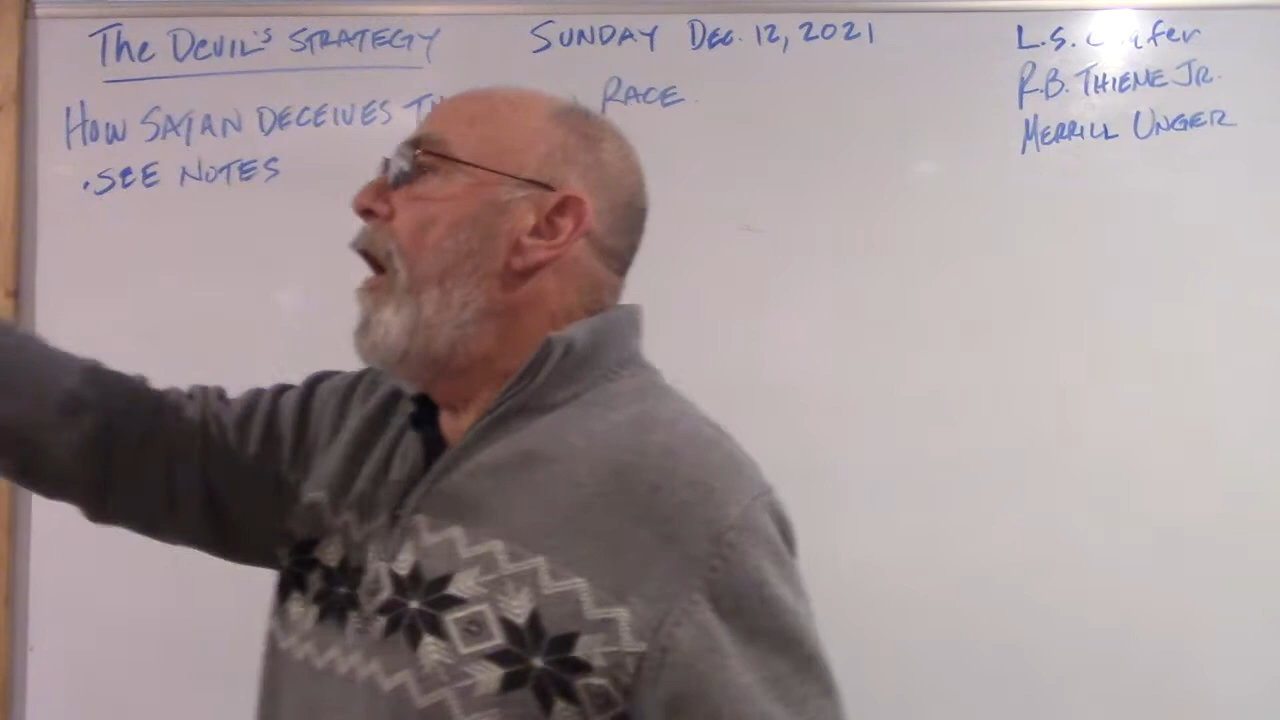 The Devil's STRATEGY SUNDAY DEC. 12, 2021
HOW SATAN DECEIVES RACE
• SEE NOTES
L.S.
R.B. THIEME JR.
MERRILL UNGER